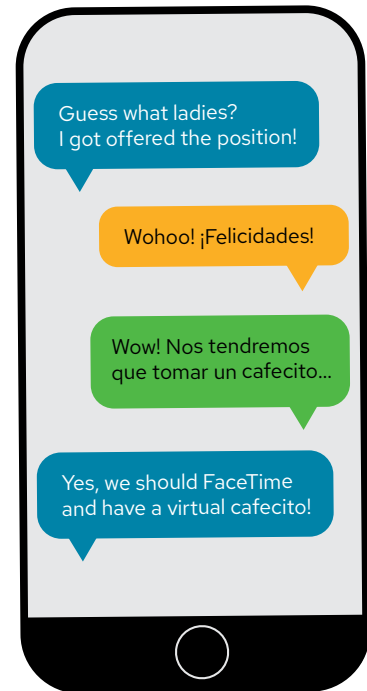 Guess what ladies?
I got offered the position!
Wohoo! ¡Felicidades!
Wow! Nos tendremos
que tomar un cafecito...
Yes, we should FaceTime
and have a virtual cafecito!